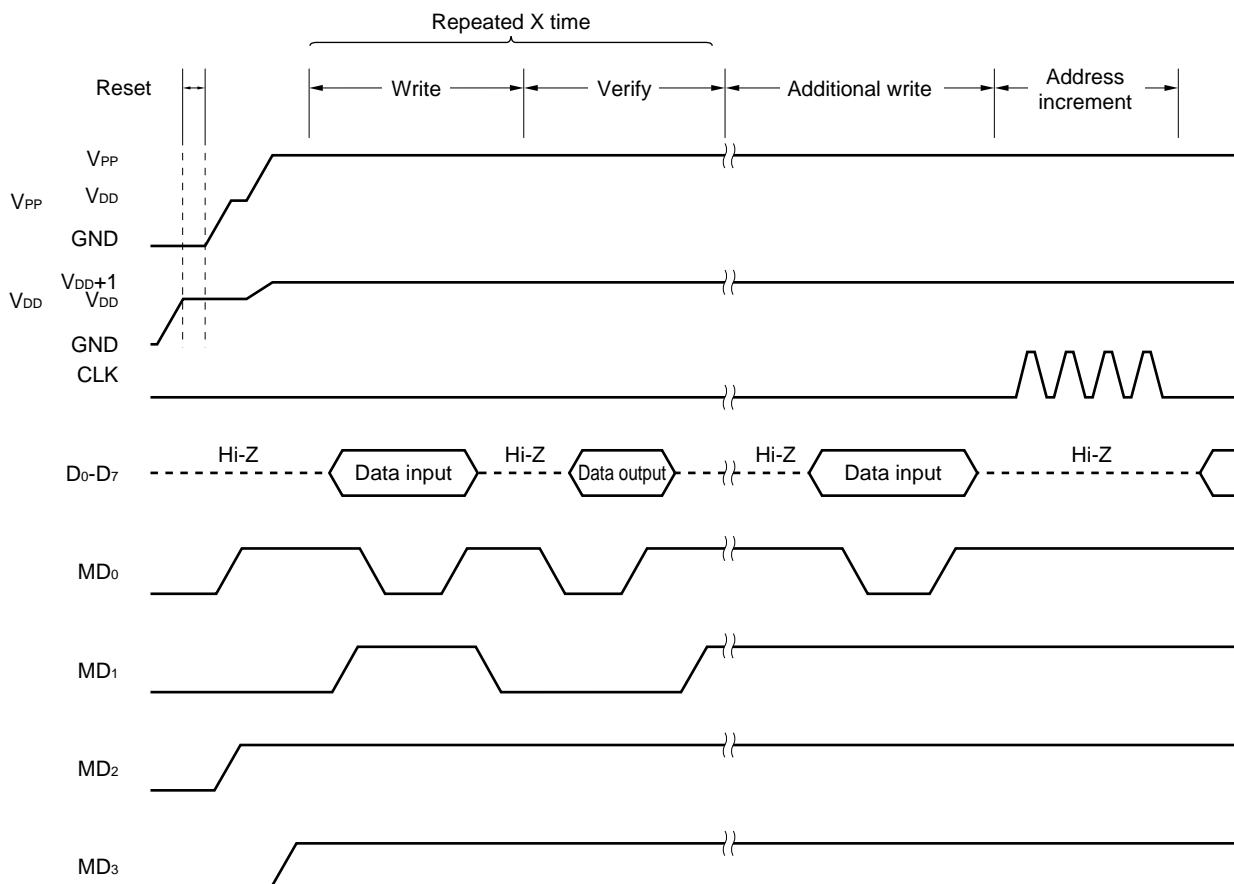 Repeated X time
Reset
Write
Verify
Additional write
Address
increment
VPP
VPP
VDD
GND
VDD
VDD+1
VDD
GND
CLK
D0-D7
Hi-Z
Data input
Hi-Z
Data output
Hi-Z
Data input
Hi-Z
MD0
MD1
MD2
MD3